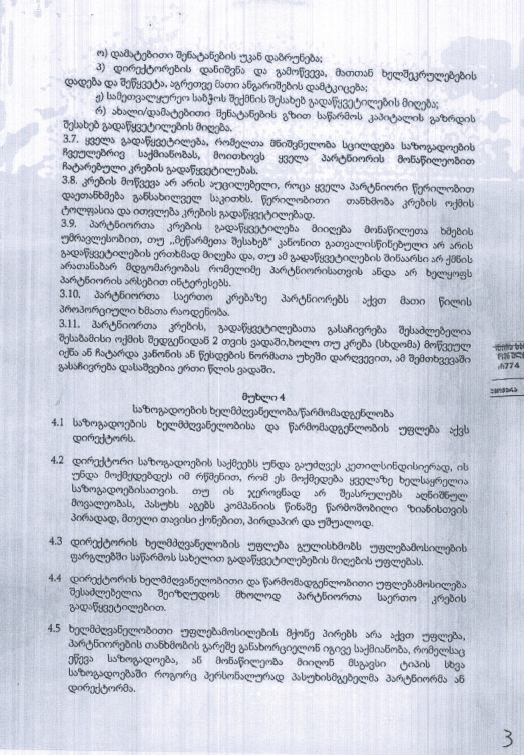 ო) დამატებითი შენატანების უკან დაბრუნება;
პ) დირექტორების დანიშვნა და გამოწვევა, მათთან ხელშეკრულებების
დადება და შეწყვეტა, აგრეთვე მათი ანგარიშების დამტკიცება;
ჟ) სამეთვალყურეო საბჭოს შექმნის შესახებ გადაწყვეტილების მიღება;
რ) ახალი/დამატებითი შენატანების გზით საწარმოს კაპიტალის გაზრდის
შესახებ გადაწყვეტილების მიღება.
3.7. ყველა გადაწყვეტილება, რომელთა მნიშვნელობა სცილდება საზოგადოების
ჩვეულებრივ საქმიანობას, მოითხოვს ყველა პარტნიორის მონაწილეობით
ჩატარებული კრების გადაწყვეტილებას.
3.8. კრების მოწვევა არ არის აუცილებელი, როცა ყველა პარტნიორი წერილობით
დაეთანხმება განსახილველ საკითხს. წერილობითი თანხმობა კრების ოქმის
ტოლფასია და ითვლება კრების გადაწყვეტილებად.
3.9. პარტნიორთა კრების გადაწყვეტილება მიიღება მონაწილეთა ხმების
უმრავლესობით, თუ „მეწარმეთა შესახებ“ კანონით გათვალისწინებული არ არის
გადაწყვეტილების ერთხმად მიღება და, თუ ამ გადაწყვეტილების შინაარსი არ ქმნის
არათანაბარ მდგომარეობას რომელიმე პარტნიორისათვის ანდა არ ხელყოფს
პარტნიორის არსებით ინტერესებს.
3.10. პარტნიორთა საერთო კრებაზე პარტნიორებს აქვთ მათი წილის
პროპორციული ხმათა რაოდენობა.
3.11. პარტნიორთა კრების, გადაწყვეტილებათა გასაჩივრება შესაძლებელია
შესაბამისი ოქმის შედგენიდან 2 თვის ვადაში,ხოლო თუ კრება (სხდომა) მოწვეულ
იქნა ან ჩატარდა კანონის ან წესდების ნორმათა უხეში დარღვევით, ამ შემთხვევაში
გასაჩივრება დასაშვებია ერთი წლის ვადაში.
მუხლი 4
საზოგადოების ხელმძღვანელობა/წარმომადგენლობა
4.1 საზოგადოების ხელმძღვანელობისა და წარმომადგენლობის უფლება აქვს
დირექტორს.
4.2 დირექტორი საზოგადოების საქმეებს უნდა გაუძღვეს კეთილსინდისიერად, ის
უნდა მოქმედებდეს იმ რწმენით, რომ ეს მოქმედება ყველაზე ხელსაყრელია
საზოგადოებისათვის. თუ ის ჯეროვნად არ შეასრულებს აღნიშნულ
მოვალეობას, პასუხს აგებს კომპანიის წინაშე წარმოშობილი ზიანისთვის
პირადად, მთელი თავისი ქონებით, პირდაპირ და უშუალოდ.
4.3 დირექტორის ხელმძღვანელობის უფლება გულისხმობს უფლებამოსილების
ფარგლებში საწარმოს სახელით გადაწყვეტილებების მიღების უფლებას.
4.4 დირექტორის ხელმძღვანელობითი და წარმომადგენლობითი უფლებამოსილება
შესაძლებელია შეიზღუდოს მხოლოდ პარტნიორთა საერთო კრების
გადაწყვეტილებით.
4.5 ხელმძღვანელობითი უფლებამოსილების მქონე პირებს არა აქვთ უფლება,
პარტნიორების თანხმობის გარეშე განახორციელონ იგივე საქმიანობა, რომელსაც
ეწევა საზოგადოება, ან მონაწილეობა მიიღონ მსგავსი ტიპის სხვა
საზოგადოებაში როგორც პერსონალურად პასუხისმგებელმა პარტნიორმა ან
დირექტორმა.
3